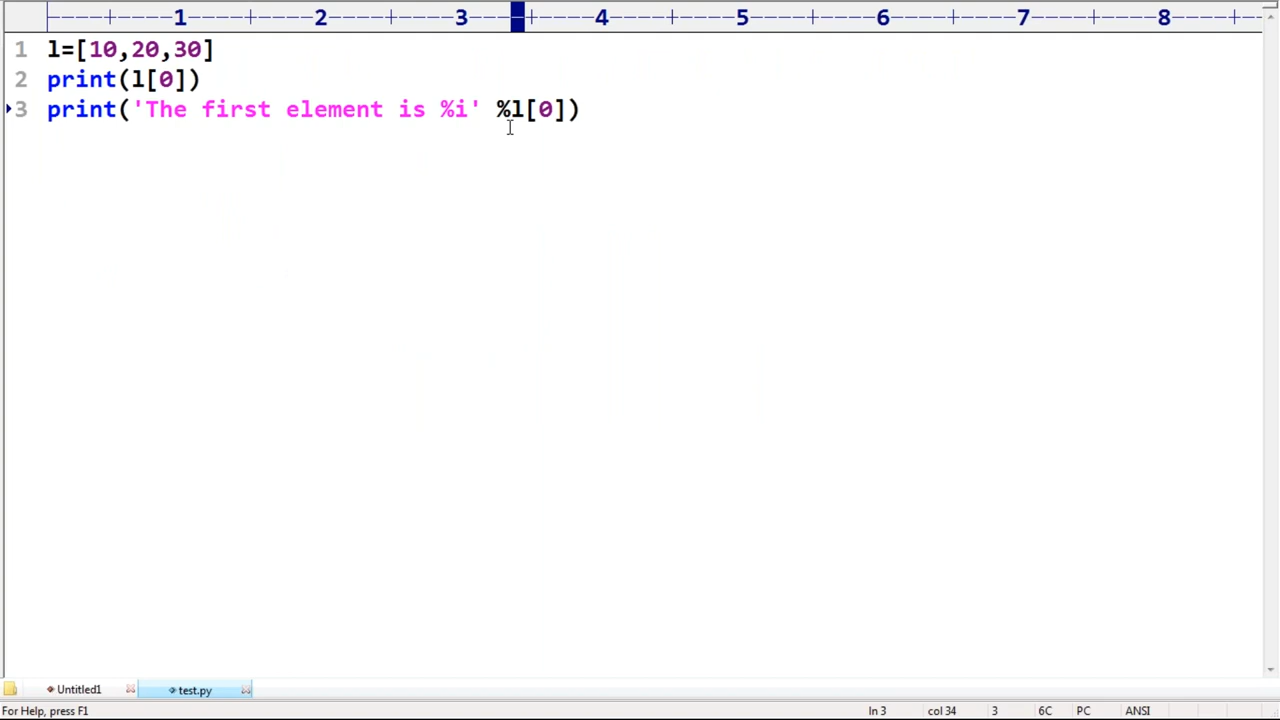 1 2 3 4 5 6 7 8
1 l=[10,20,30]
2 print(l[0])
3 print('The first element is %i' %l[0])
Untitled1 test.py
For Help, press F1 ln 3 col 34 3 6C PC ANSI